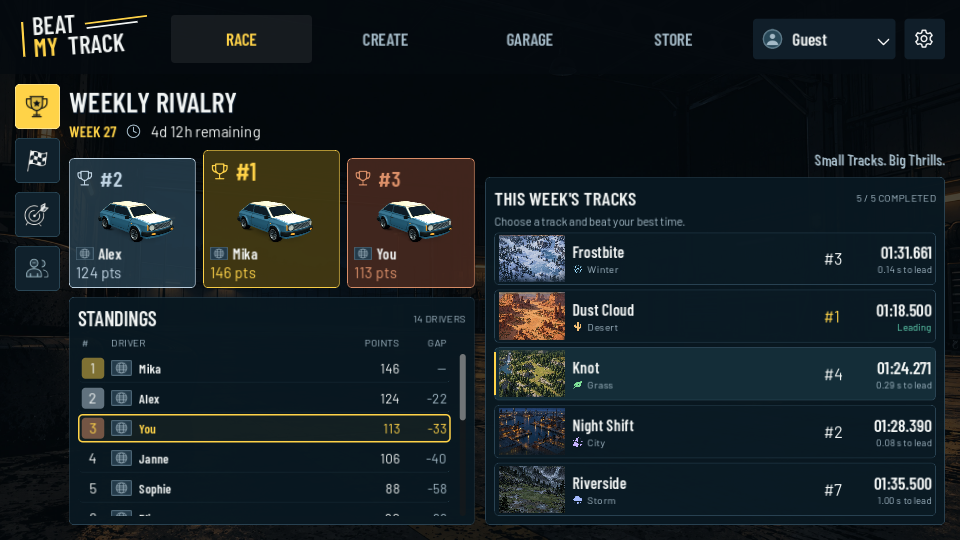 BEAT
MY TRACK
RACE
CREATE
GARAGE
STORE
Guest
WEEKLY RIVALRY
WEEK 27 4d 12h remaining
Small Tracks. Big Thrills.
#2
Alex
124 pts
#1
Mika
146 pts
#3
You
113 pts
STANDINGS 14 DRIVERS
# DRIVER POINTS GAP
1 Mika 146 —
2 Alex 124 -22
3 You 113 -33
4 Janne 106 -40
5 Sophie 88 -58
THIS WEEK'S TRACKS 5 / 5 COMPLETED
Choose a track and beat your best time.
Frostbite #3 01:31.661
Winter 0.14 s to lead
Dust Cloud #1 01:18.500
Desert Leading
Knot #4 01:24.271
Grass 0.29 s to lead
Night Shift #2 01:28.390
City 0.08 s to lead
Riverside #7 01:35.500
Storm 1.00 s to lead